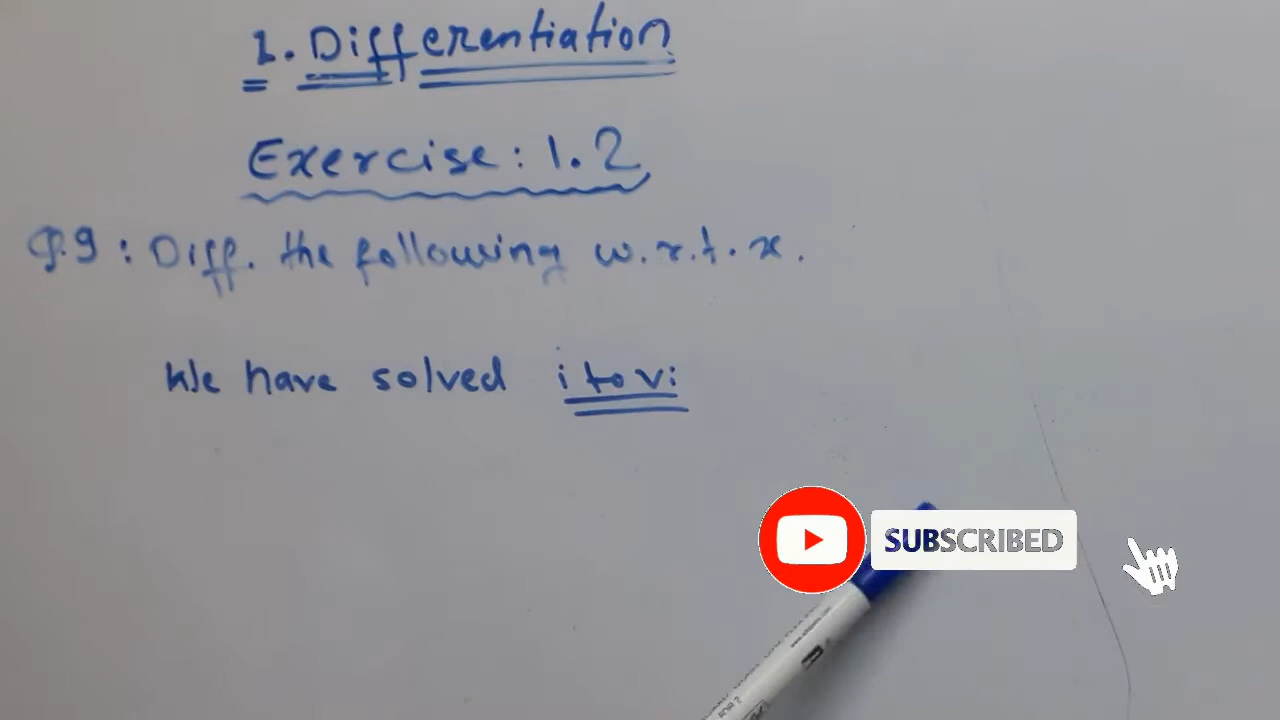 1. Differentiation
Exercise: 1.2
Q.9: Diff. the following w.r.t. x.
We have solved i to vi
SUBSCRIBED